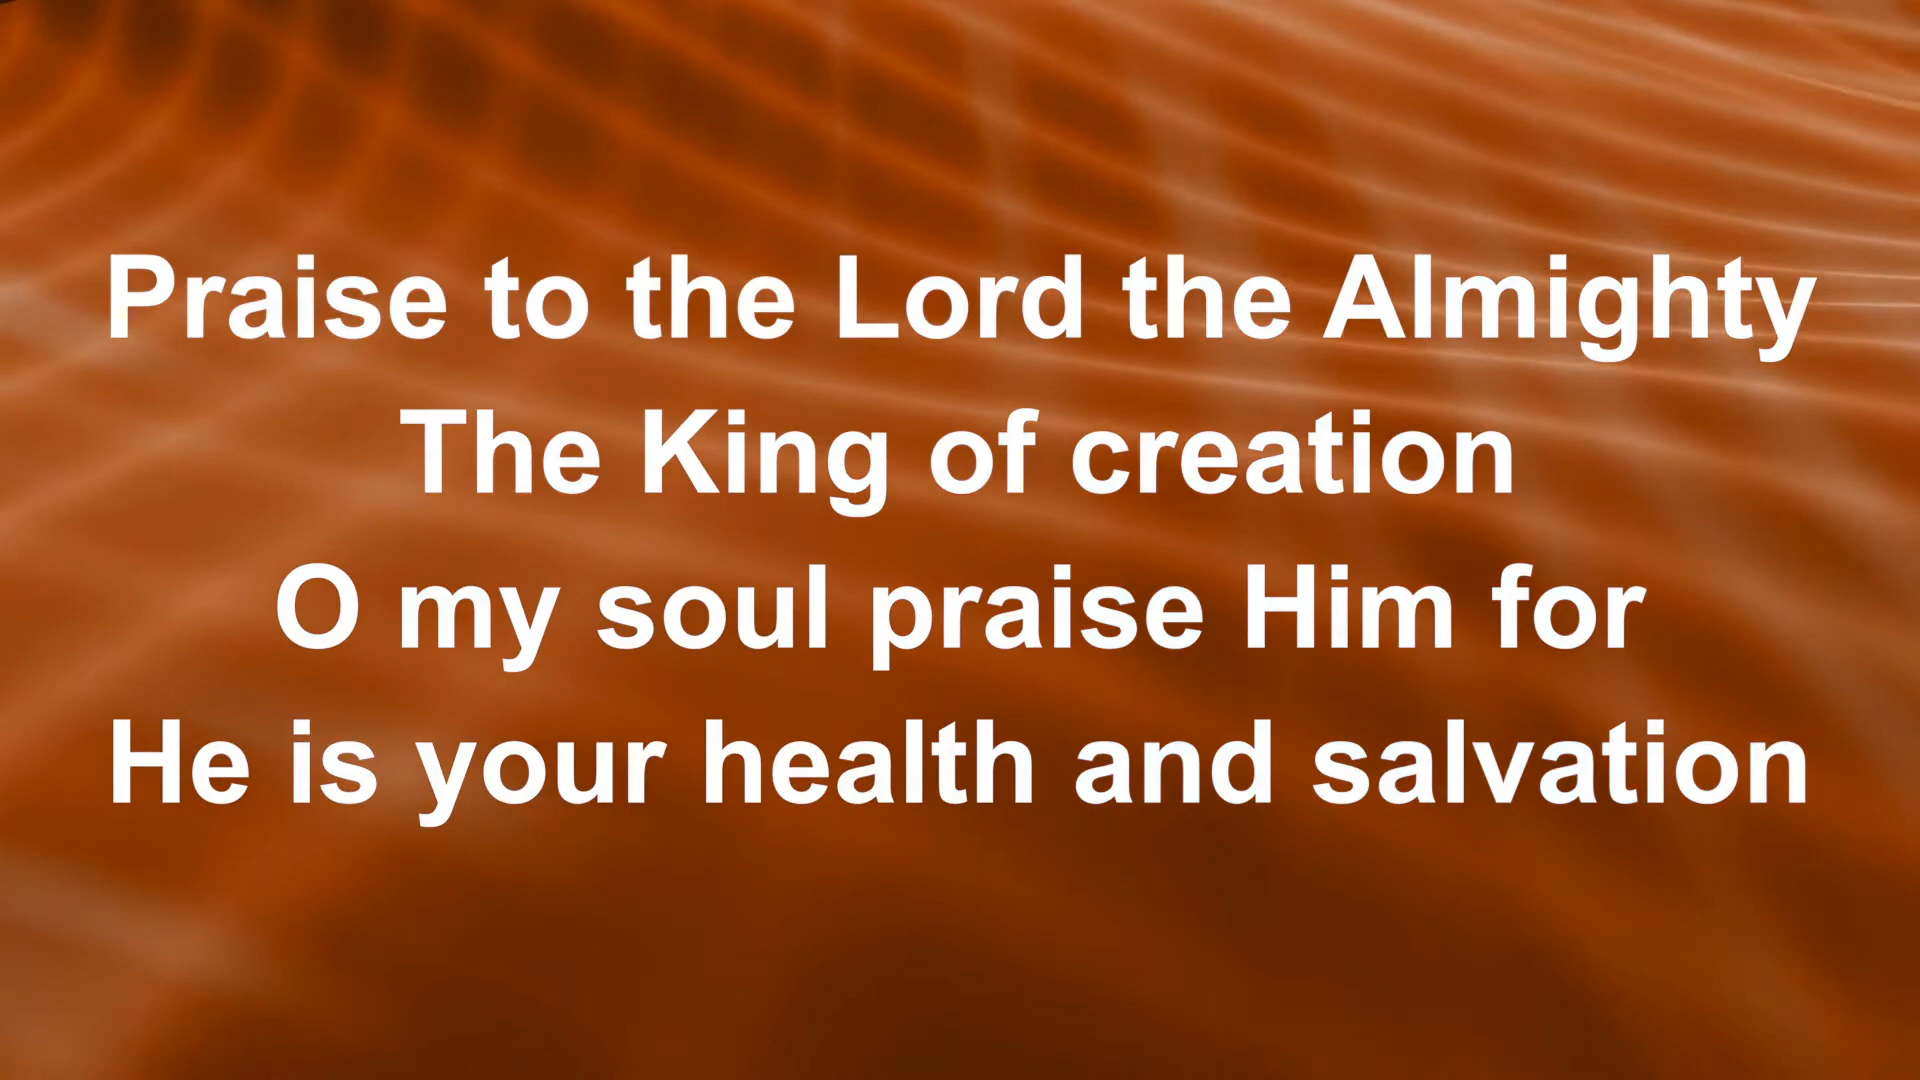 Praise to the Lord the Almighty
The King of creation
O my soul praise Him for
He is your health and salvation